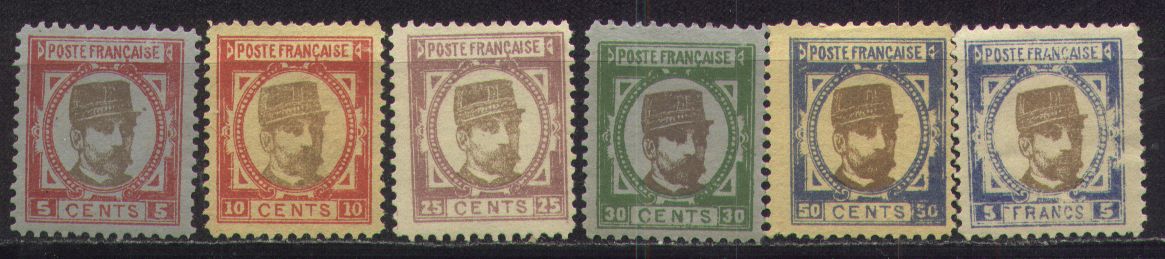 POSTE FRANÇAISE
5 CENTS 5
POSTE FRANÇAISE
10 CENTS 10
POSTE FRANÇAISE
25 CENTS 25
POSTE FRANÇAISE
30 CENTS 30
POSTE FRANÇAISE
50 CENTS 50
POSTE FRANÇAISE
5 FRANCS 5